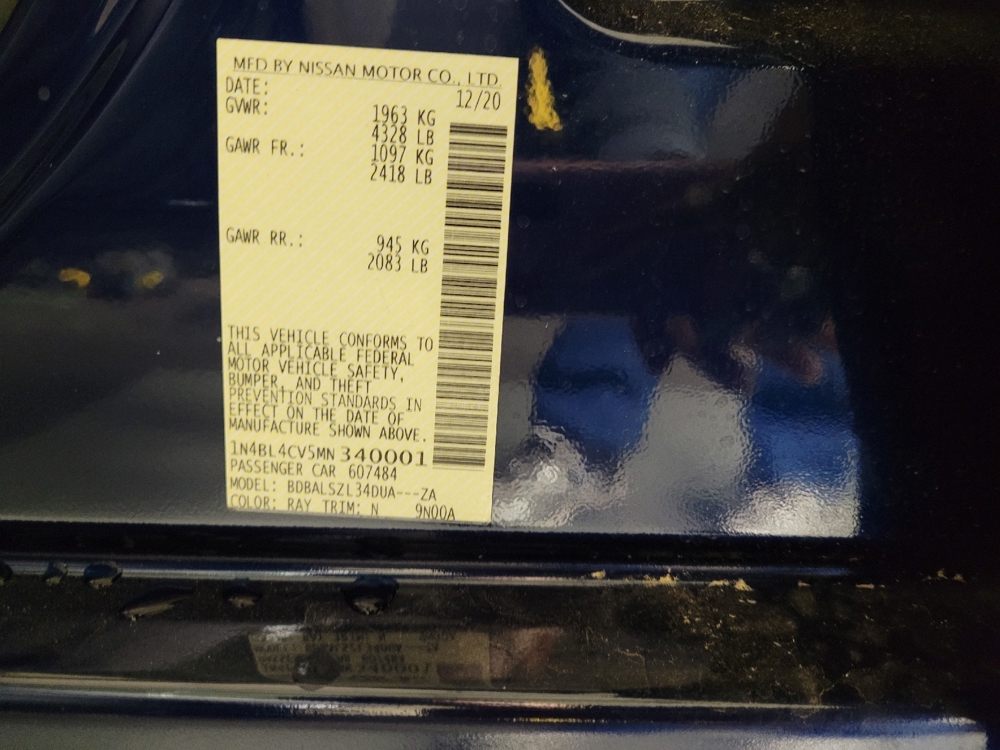 MFD BY NISSAN MOTOR CO., LTD.
DATE: 12/20
GVWR: 1963 KG
4328 LB
GAWR FR.: 1097 KG
2418 LB
GAWR RR.: 945 KG
2083 LB
THIS VEHICLE CONFORMS TO
ALL APPLICABLE FEDERAL
MOTOR VEHICLE SAFETY,
BUMPER, AND THEFT
PREVENTION STANDARDS IN
EFFECT ON THE DATE OF
MANUFACTURE SHOWN ABOVE.
1N4BL4CV5MN340001
PASSENGER CAR 607484
MODEL: BDBALSZL34DUA---ZA
COLOR: RAY TRIM: N 9N00A